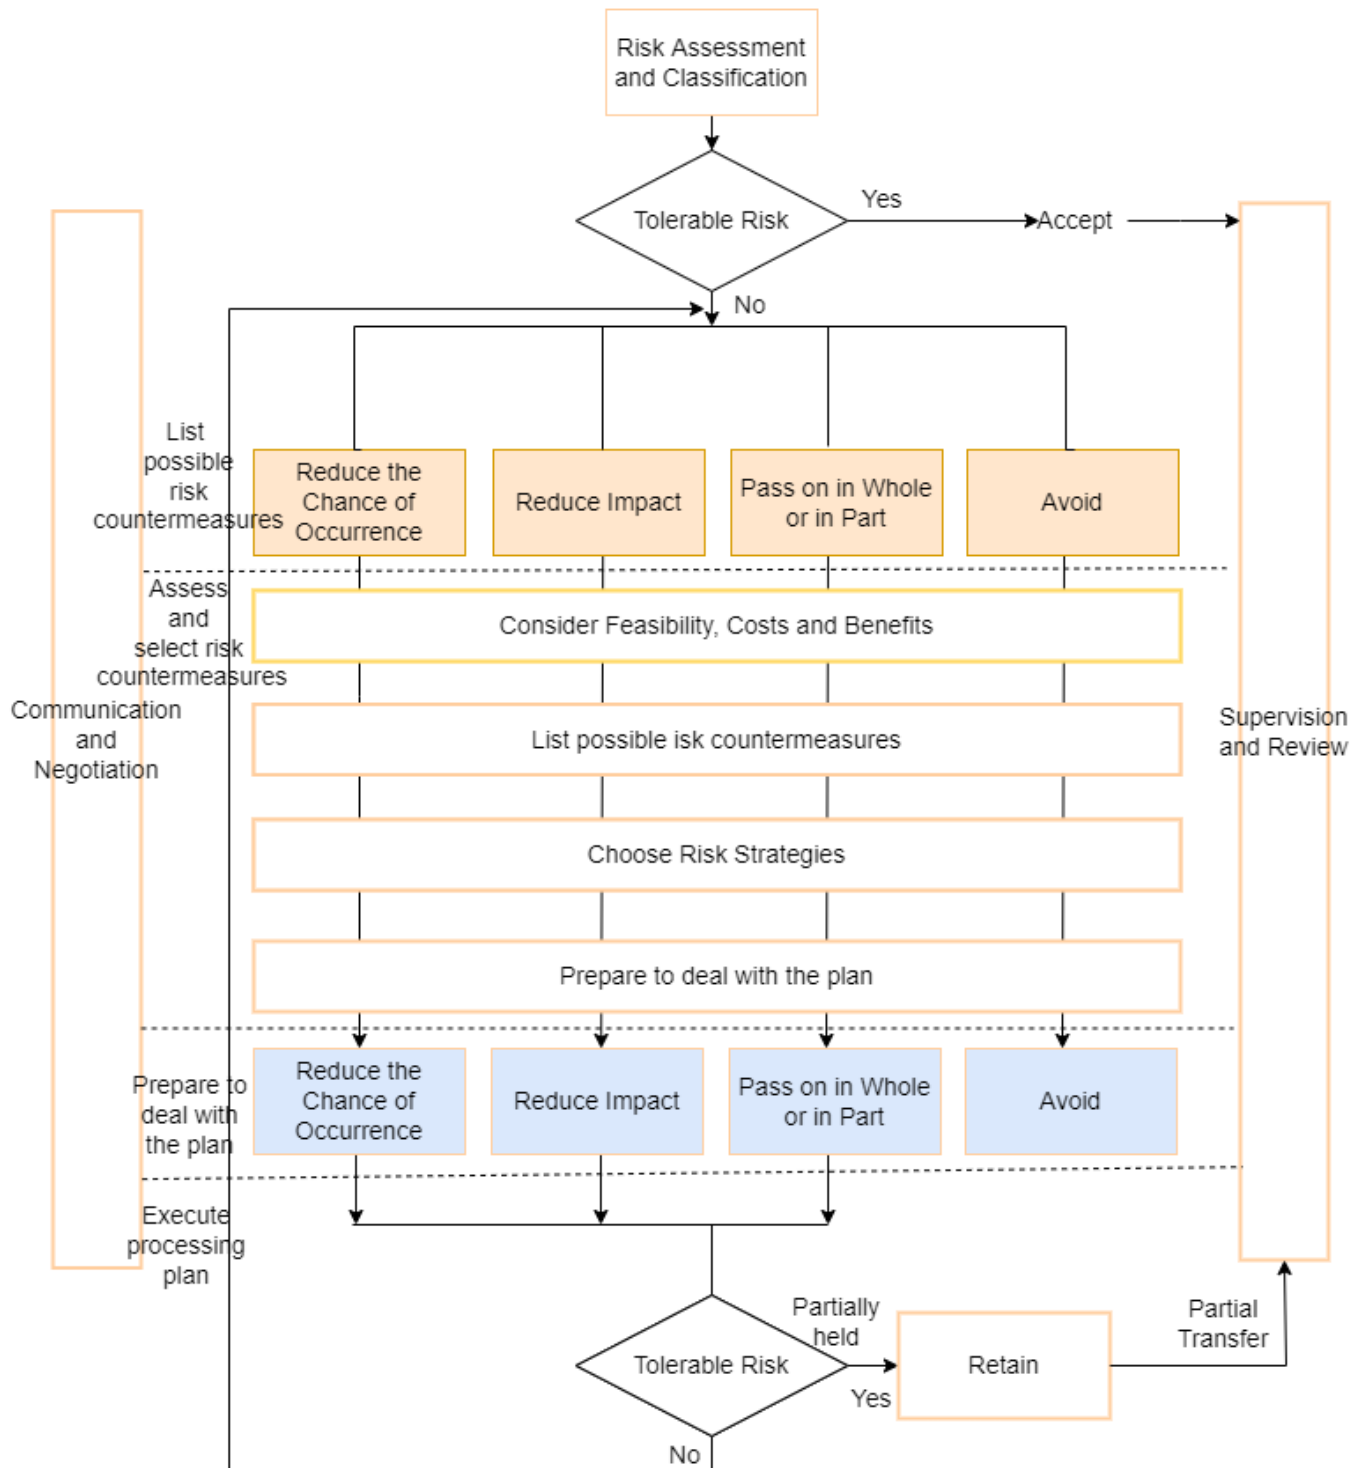 Risk Assessment
and Classification
Tolerable Risk
Yes
Accept
No
List
possible
risk
countermeasures
Reduce the
Chance of
Occurrence
Reduce Impact
Pass on in Whole
or in Part
Avoid
Assess
and
select risk
countermeasures
Consider Feasibility, Costs and Benefits
Communication
and
Negotiation
List possible isk countermeasures
Supervision
and Review
Choose Risk Strategies
Prepare to deal with the plan
Prepare to
deal with
the plan
Reduce the
Chance of
Occurrence
Reduce Impact
Pass on in Whole
or in Part
Avoid
Execute
processing
plan
Tolerable Risk
Partially
held
Yes
Retain
Partial
Transfer
No